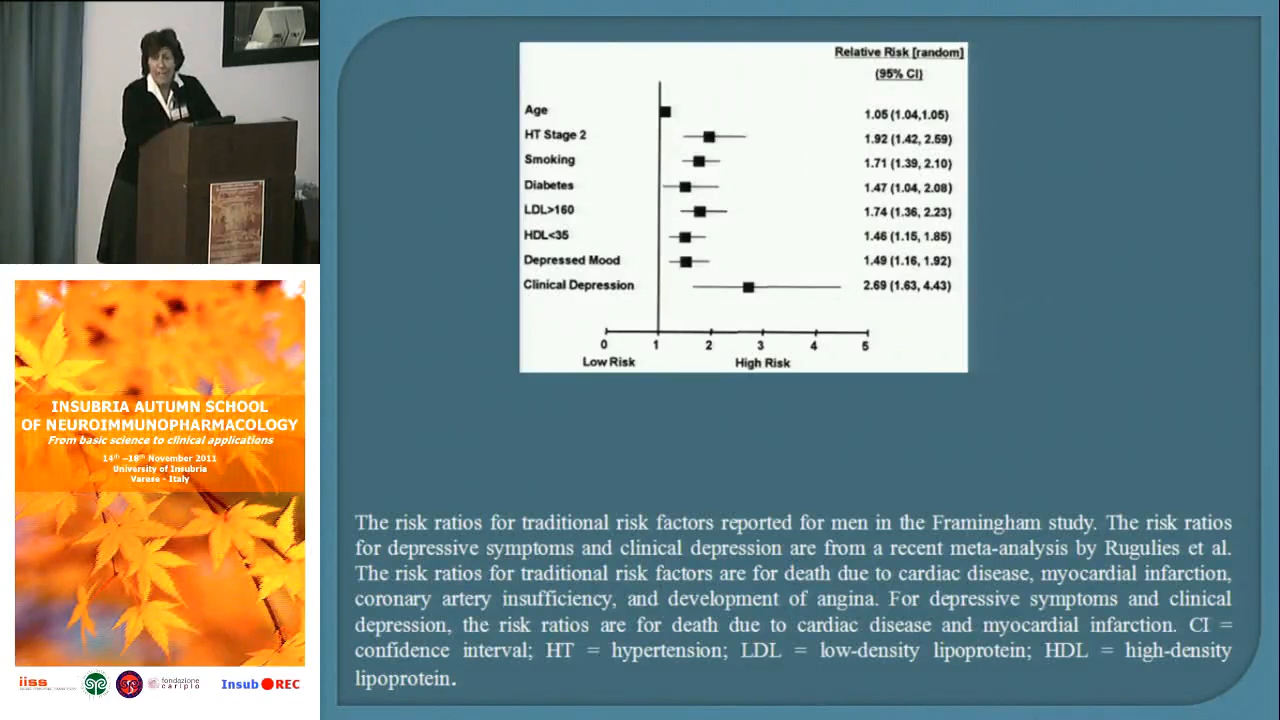 Relative Risk [random]
(95% CI)
Age 1.05 (1.04,1.05)
HT Stage 2 1.92 (1.42, 2.59)
Smoking 1.71 (1.39, 2.10)
Diabetes 1.47 (1.04, 2.08)
LDL>160 1.74 (1.36, 2.23)
HDL<35 1.46 (1.15, 1.85)
Depressed Mood 1.49 (1.16, 1.92)
Clinical Depression 2.69 (1.63, 4.43)
0 1 2 3 4 5
Low Risk High Risk
INSUBRIA AUTUMN SCHOOL
OF NEUROIMMUNOPHARMACOLOGY
From basic science to clinical applications
14th –18th November 2011
University of Insubria
Varese - Italy
iiss
fondazione
cariplo
Insub REC
The risk ratios for traditional risk factors reported for men in the Framingham study. The risk ratios
for depressive symptoms and clinical depression are from a recent meta-analysis by Rugulies et al.
The risk ratios for traditional risk factors are for death due to cardiac disease, myocardial infarction,
coronary artery insufficiency, and development of angina. For depressive symptoms and clinical
depression, the risk ratios are for death due to cardiac disease and myocardial infarction. CI =
confidence interval; HT = hypertension; LDL = low-density lipoprotein; HDL = high-density
lipoprotein.